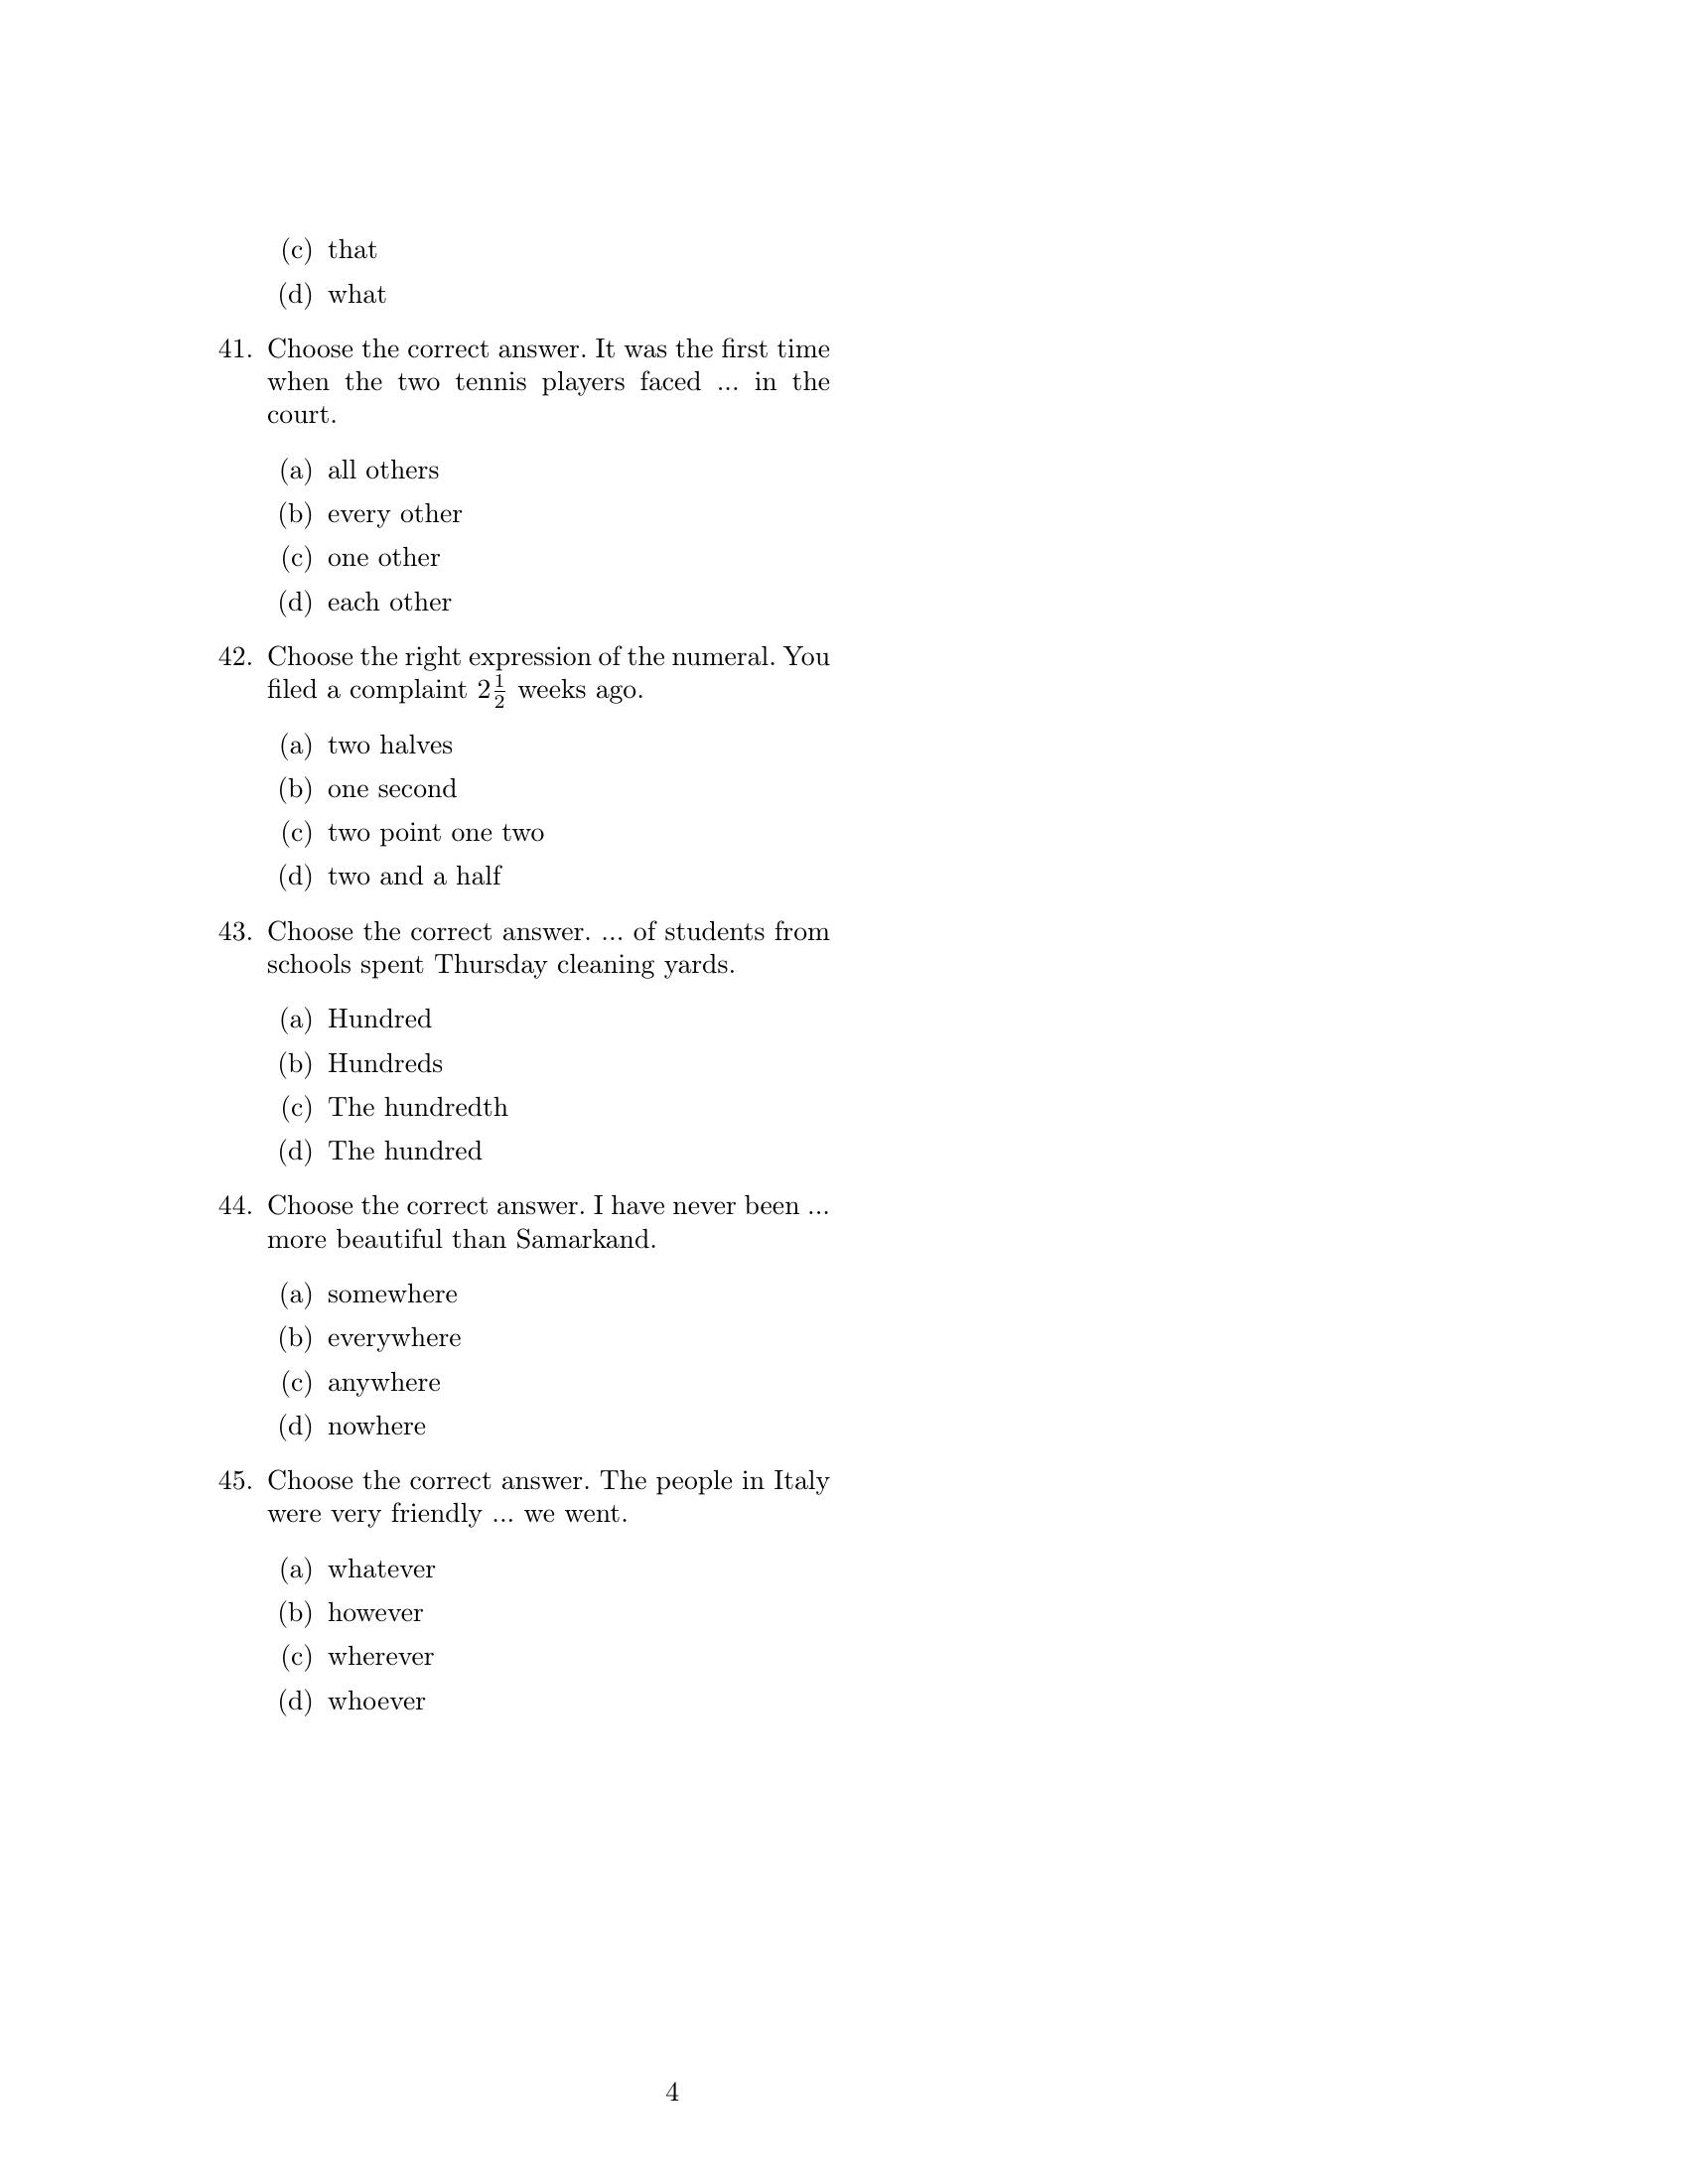 (c) that
(d) what
41. Choose the correct answer. It was the first time
when the two tennis players faced ... in the
court.
(a) all others
(b) every other
(c) one other
(d) each other
42. Choose the right expression of the numeral. You
filed a complaint 2 1/2 weeks ago.
(a) two halves
(b) one second
(c) two point one two
(d) two and a half
43. Choose the correct answer. ... of students from
schools spent Thursday cleaning yards.
(a) Hundred
(b) Hundreds
(c) The hundredth
(d) The hundred
44. Choose the correct answer. I have never been ...
more beautiful than Samarkand.
(a) somewhere
(b) everywhere
(c) anywhere
(d) nowhere
45. Choose the correct answer. The people in Italy
were very friendly ... we went.
(a) whatever
(b) however
(c) wherever
(d) whoever
4